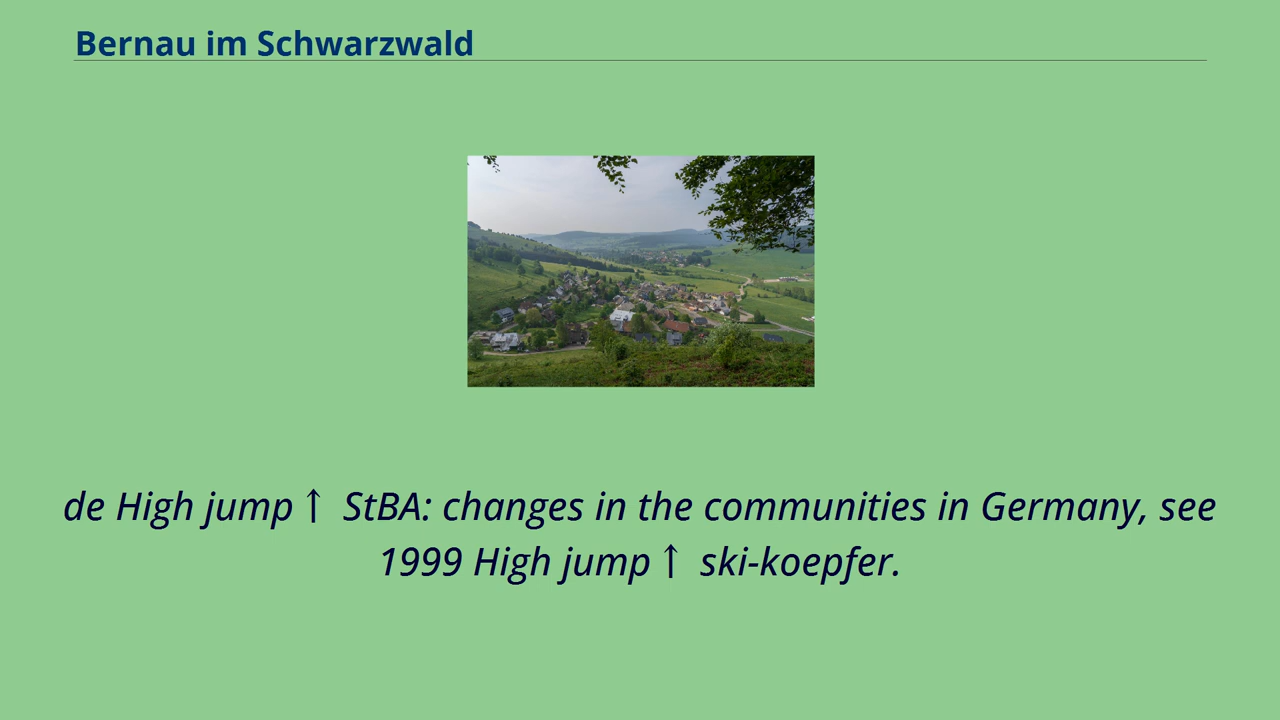 Bernau im Schwarzwald
de High jump ↑ StBA: changes in the communities in Germany, see
1999 High jump ↑ ski-koepfer.